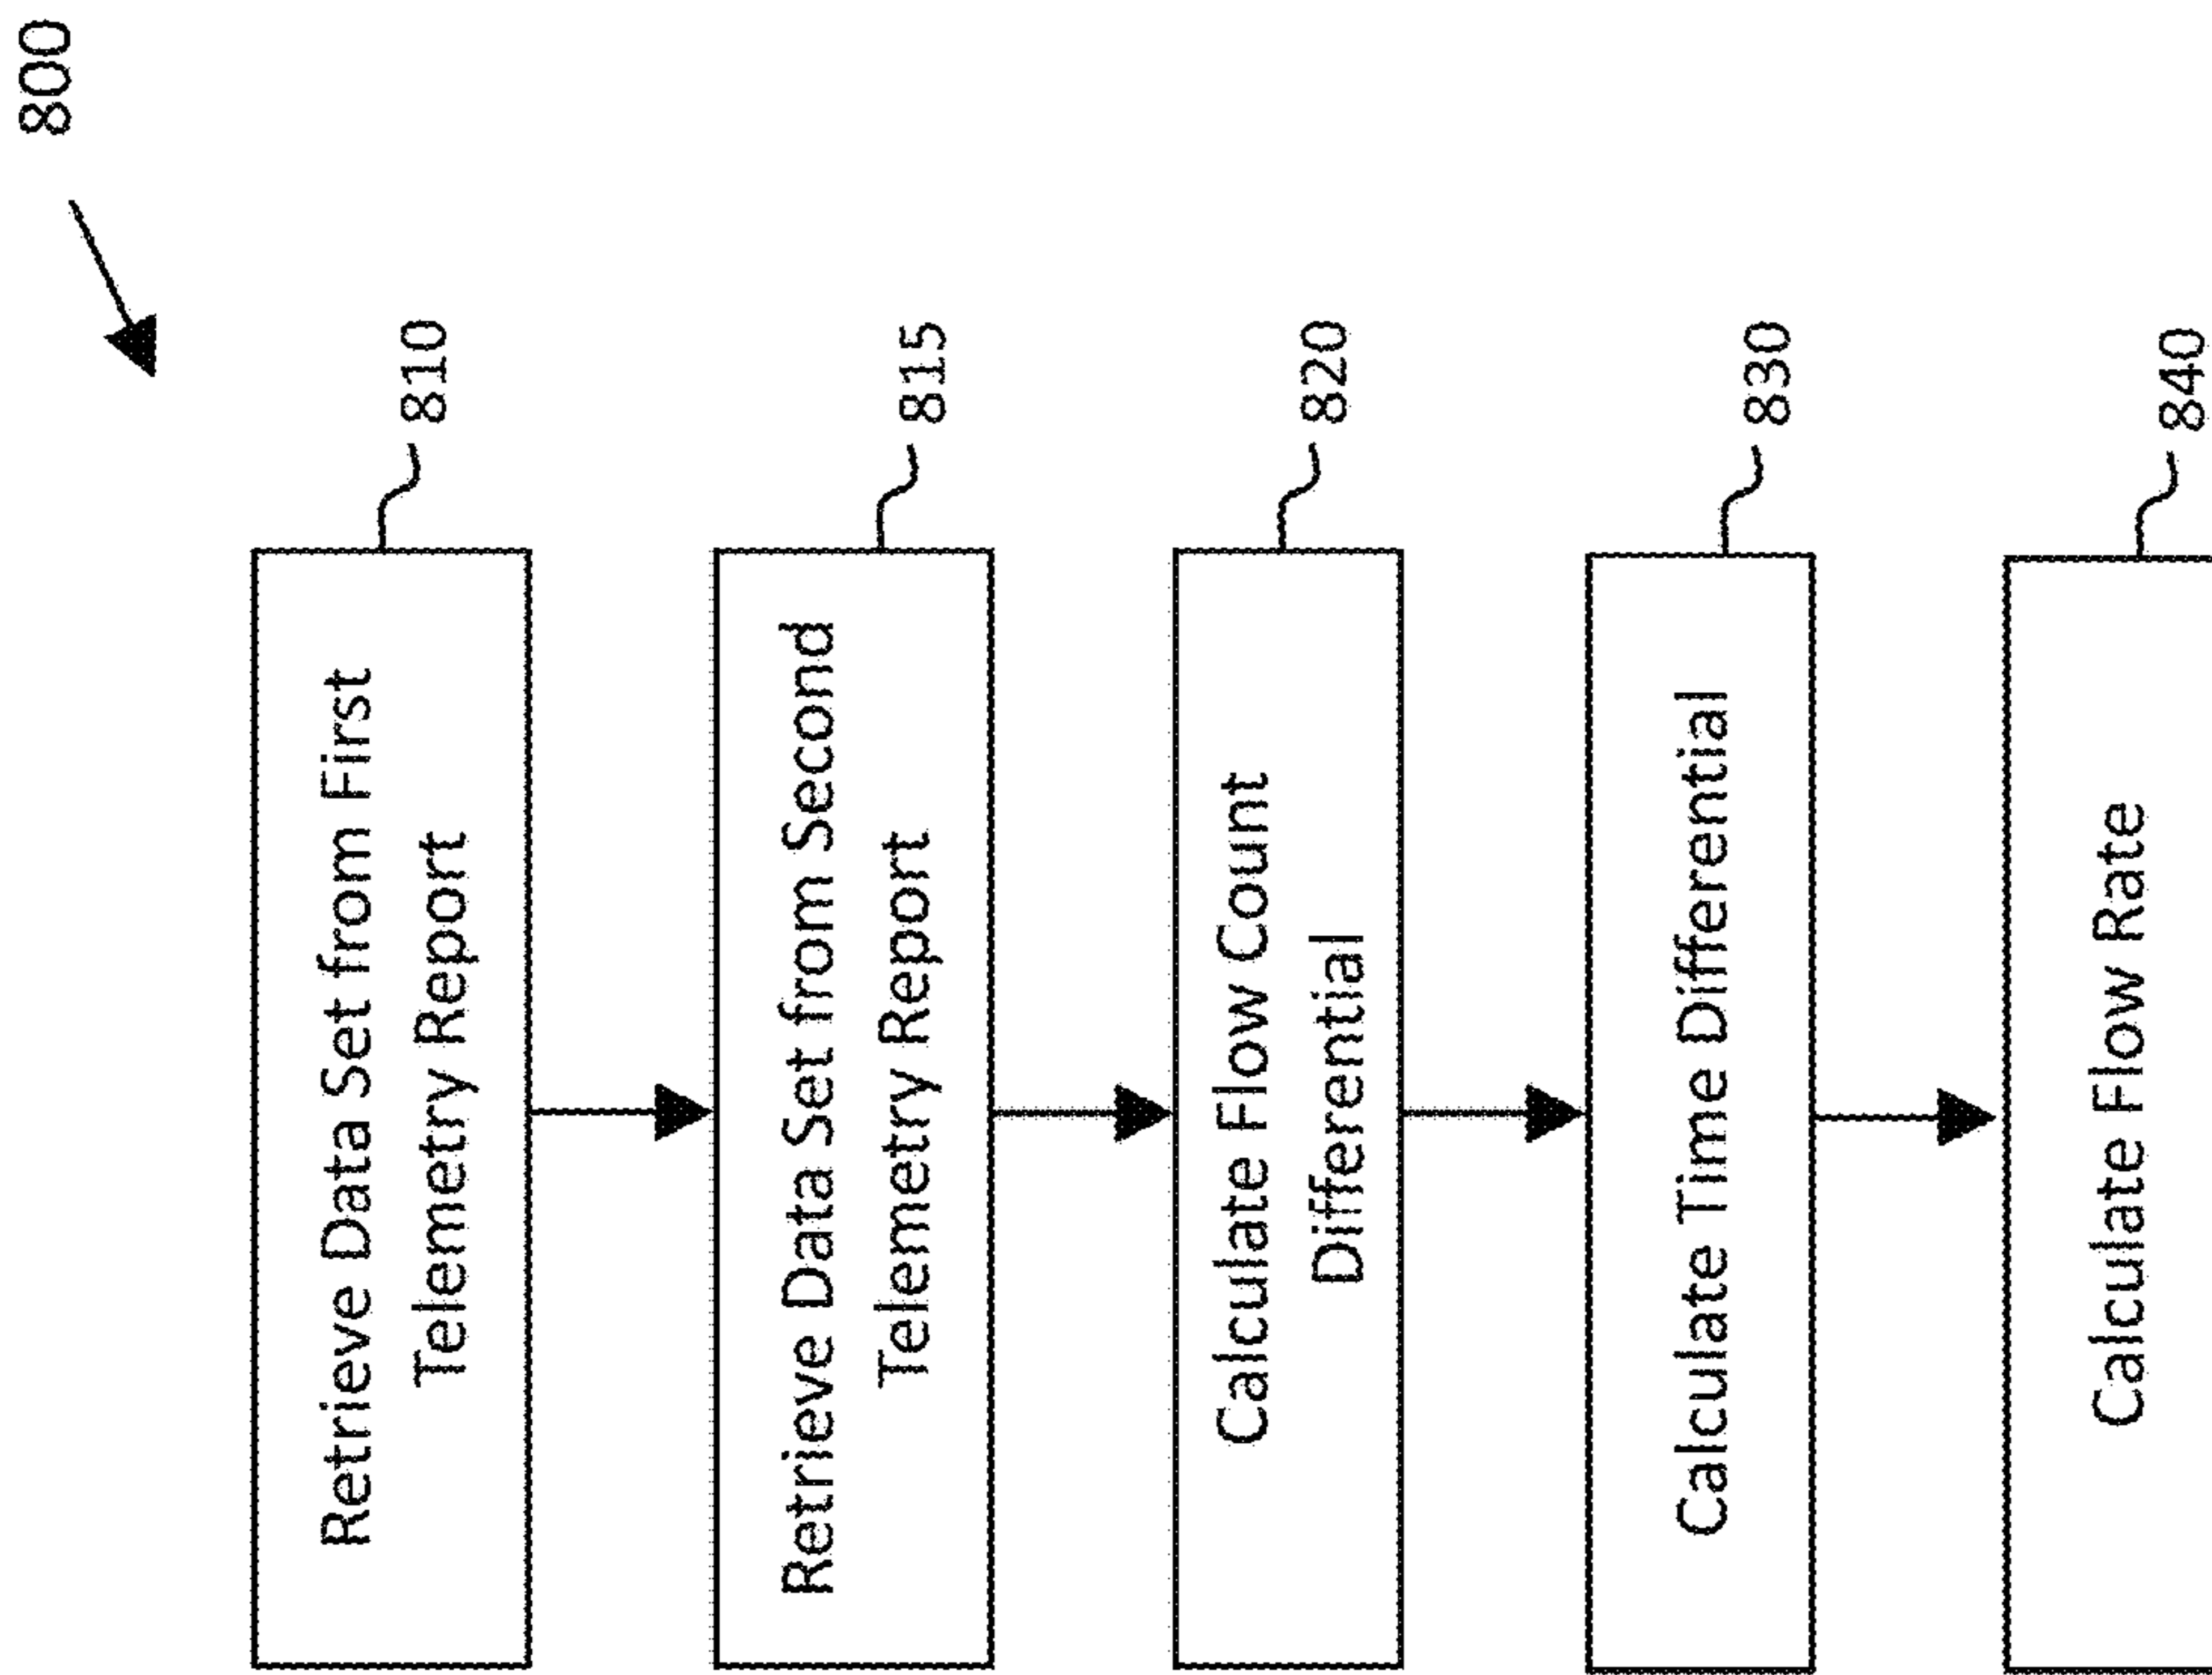 800
Retrieve Data Set from First
Telemetry Report
810
Retrieve Data Set from Second
Telemetry Report
815
Calculate Flow Count
Differential
820
Calculate Time Differential
830
Calculate Flow Rate
840